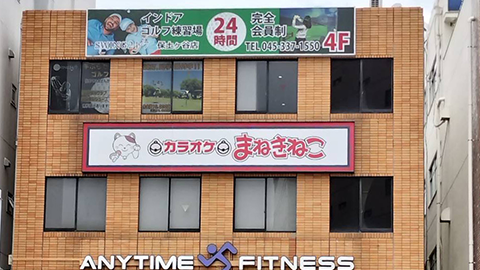 インドア
ゴルフ練習場
保土ヶ谷店
24
時間
完全
会員制
TEL 045-337-1550
4F
カラオケ まねきねこ
ANYTIME FITNESS